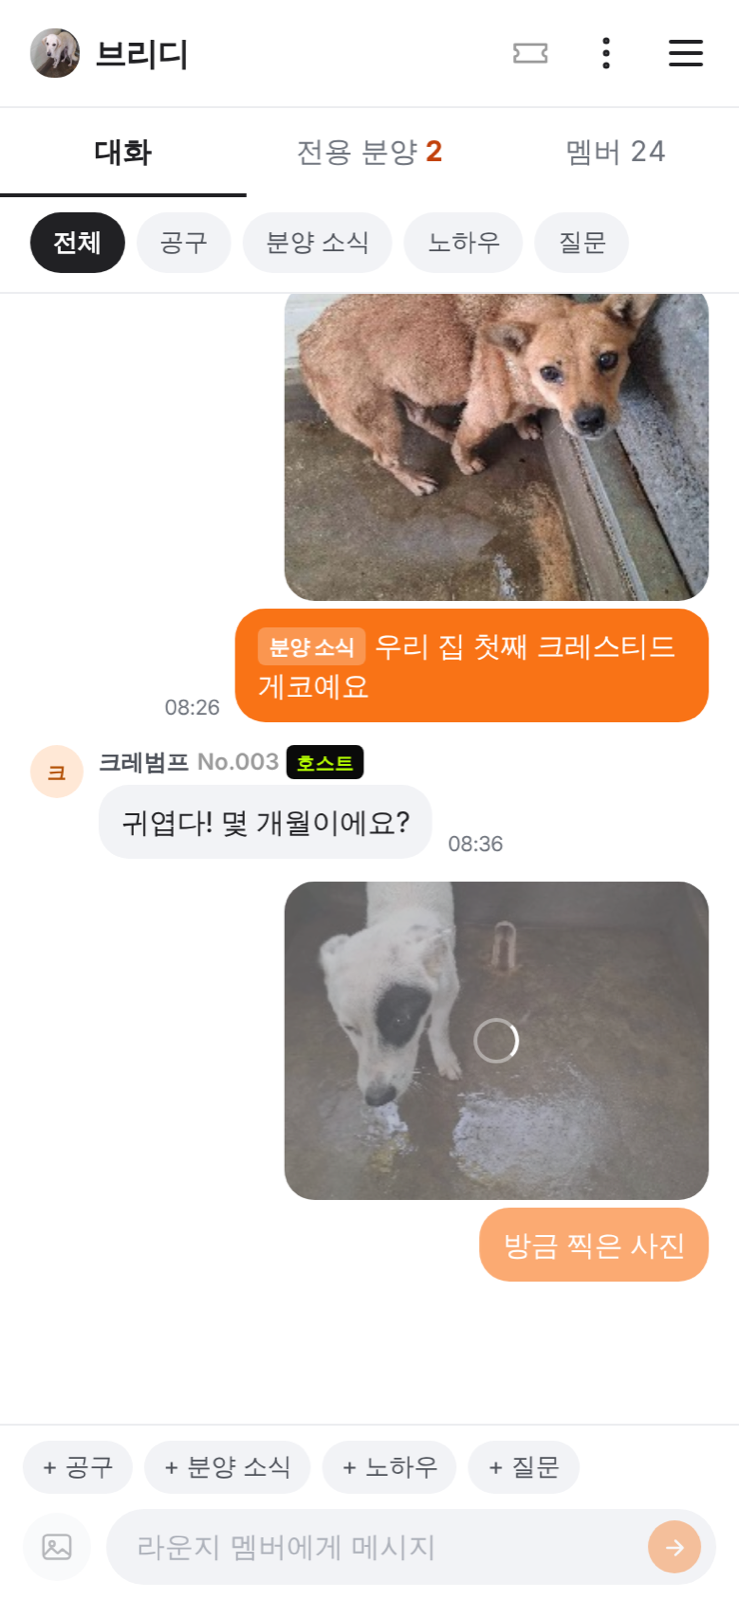 브리디
대화
전용 분양 2
멤버 24
전체
공구
분양 소식
노하우
질문
분양 소식 우리 집 첫째 크레스티드
게코예요
08:26
크
크레범프 No.003 호스트
귀엽다! 몇 개월이에요?
08:36
방금 찍은 사진
+ 공구
+ 분양 소식
+ 노하우
+ 질문
라운지 멤버에게 메시지